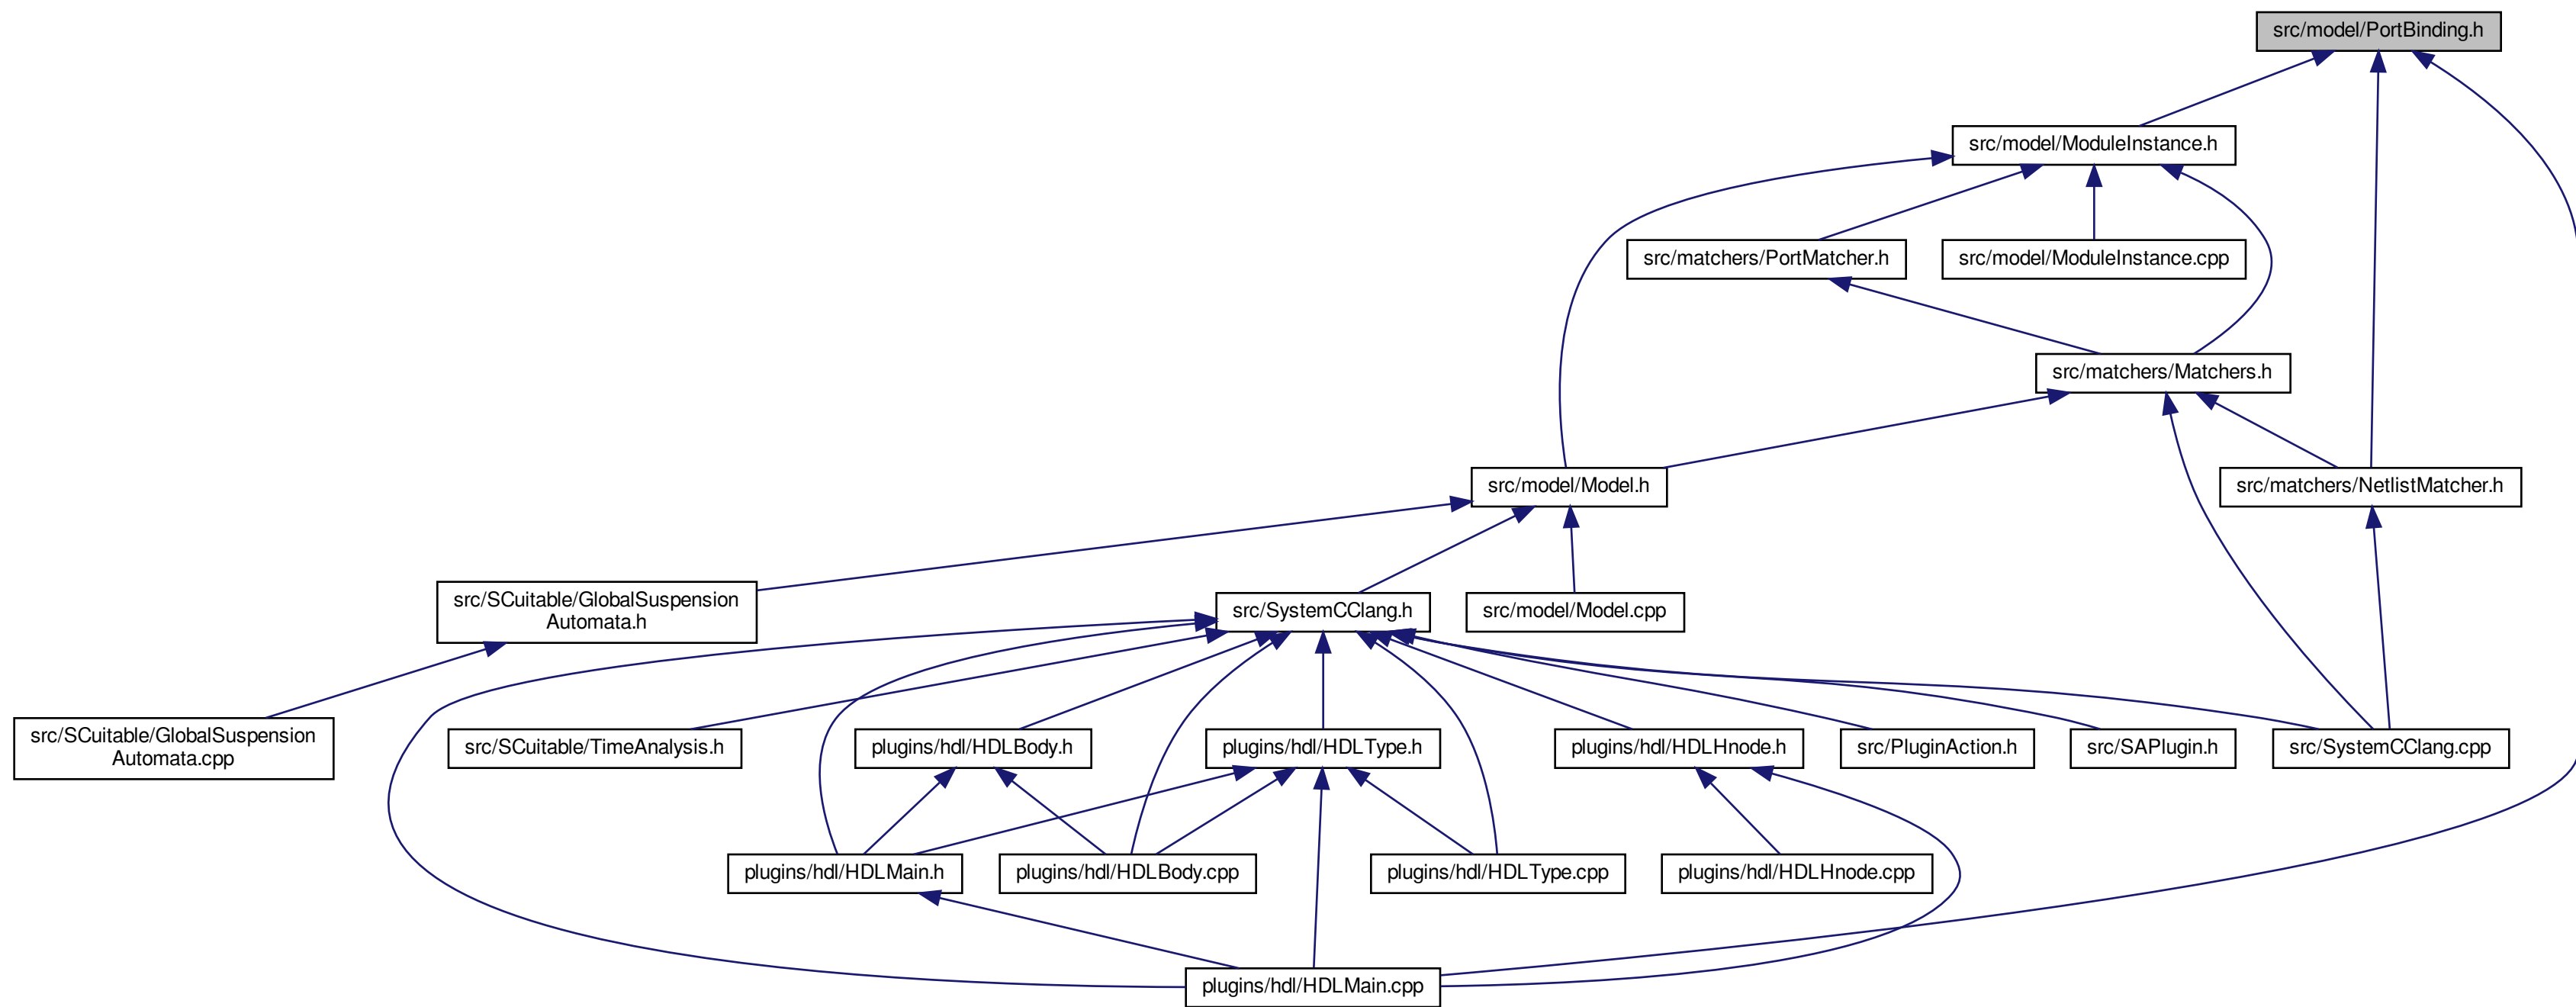 src/model/PortBinding.h
src/model/ModuleInstance.h
src/matchers/PortMatcher.h
src/model/ModuleInstance.cpp
src/matchers/Matchers.h
src/model/Model.h
src/matchers/NetlistMatcher.h
src/SCuitable/GlobalSuspension
Automata.h
src/SystemCClang.h
src/model/Model.cpp
src/SCuitable/GlobalSuspension
Automata.cpp
src/SCuitable/TimeAnalysis.h
plugins/hdl/HDLBody.h
plugins/hdl/HDLType.h
plugins/hdl/HDLHnode.h
src/PluginAction.h
src/SAPlugin.h
src/SystemCClang.cpp
plugins/hdl/HDLMain.h
plugins/hdl/HDLBody.cpp
plugins/hdl/HDLType.cpp
plugins/hdl/HDLHnode.cpp
plugins/hdl/HDLMain.cpp